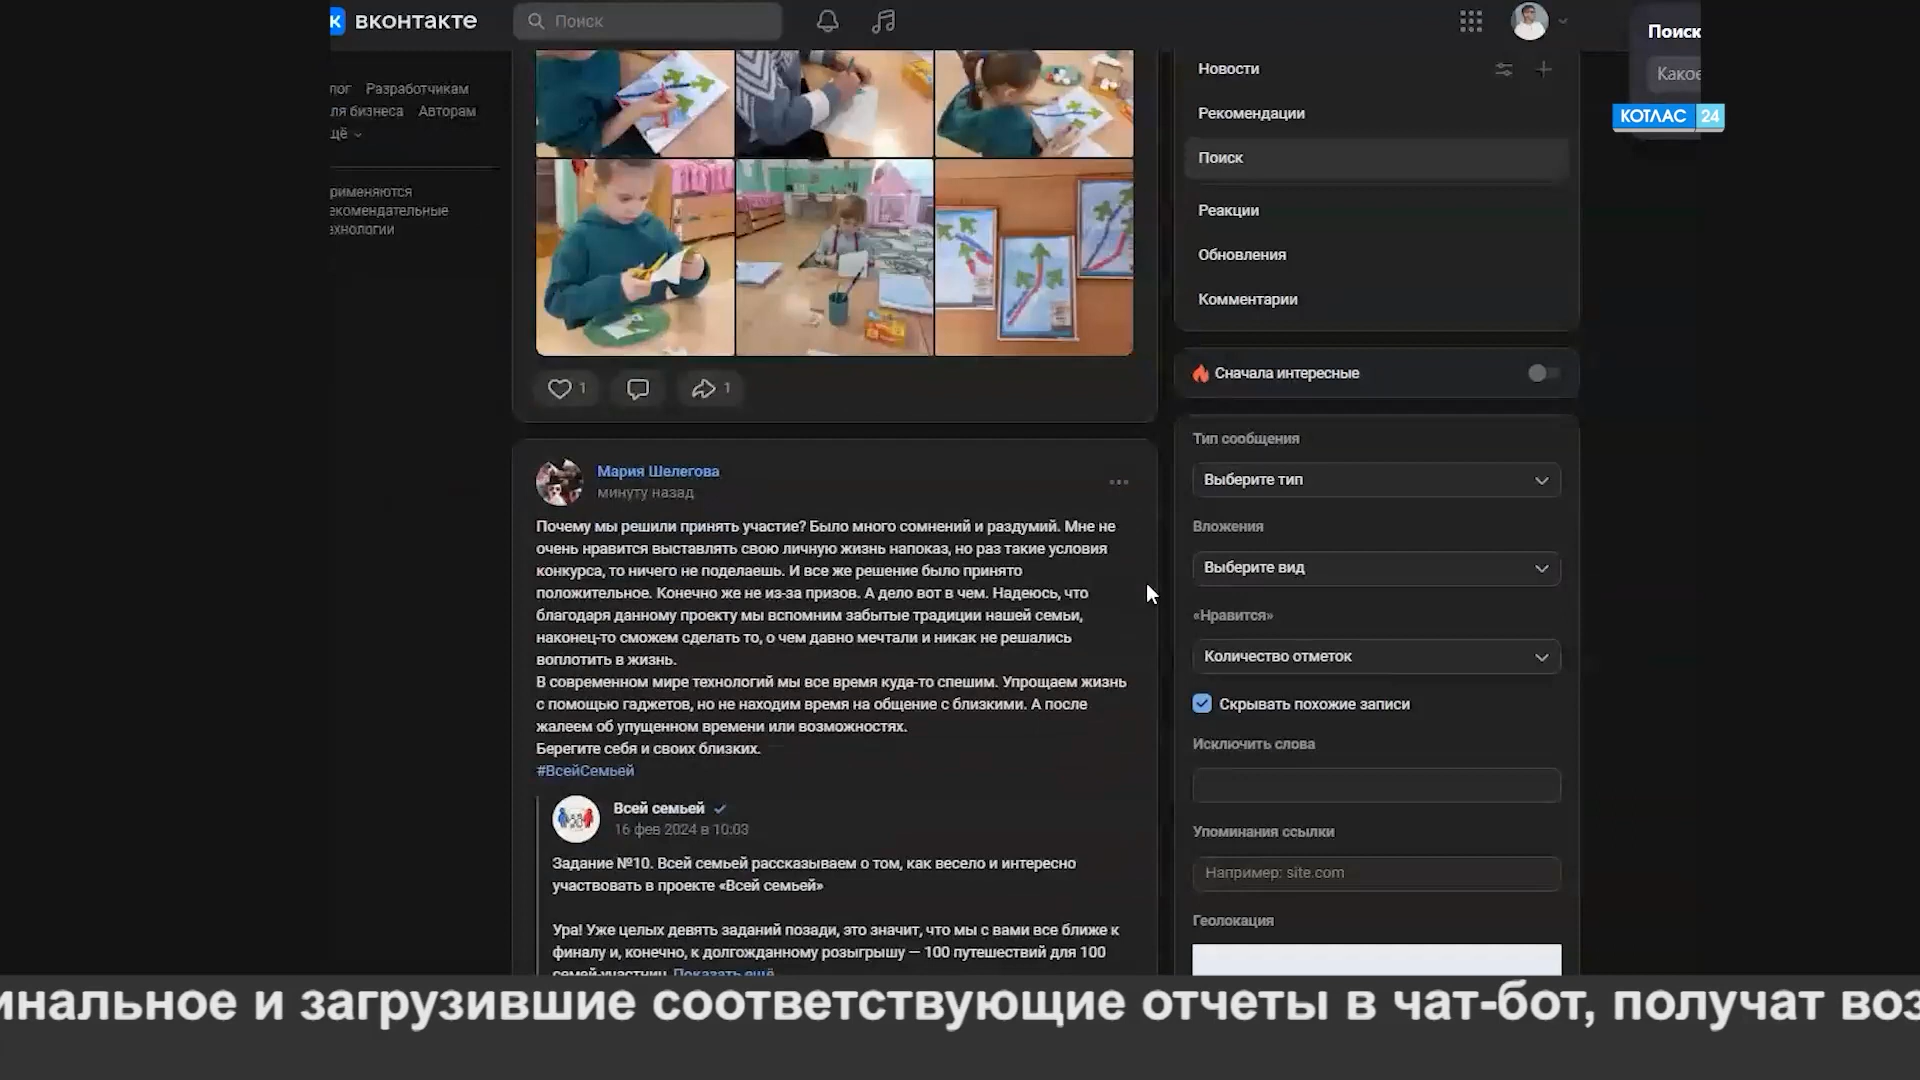 вконтакте
Поиск
Поиск
Какое
КОТЛАС 24
лог Разработчикам
ля бизнеса Авторам
щё
рименяются
екомендательные
ехнологии
Новости
Рекомендации
Поиск
Реакции
Обновления
Комментарии
1
1
Сначала интересные
Тип сообщения
Выберите тип
Вложения
Выберите вид
«Нравится»
Количество отметок
Скрывать похожие записи
Исключить слова
Упоминания ссылки
Например: site.com
Геолокация
Мария Шелегова
минуту назад
Почему мы решили принять участие? Было много сомнений и раздумий. Мне не
очень нравится выставлять свою личную жизнь напоказ, но раз такие условия
конкурса, то ничего не поделаешь. И все же решение было принято
положительное. Конечно же не из-за призов. А дело вот в чем. Надеюсь, что
благодаря данному проекту мы вспомним забытые традиции нашей семьи,
наконец-то сможем сделать то, о чем давно мечтали и никак не решались
воплотить в жизнь.
В современном мире технологий мы все время куда-то спешим. Упрощаем жизнь
с помощью гаджетов, но не находим время на общение с близкими. А после
жалеем об упущенном времени или возможностях.
Берегите себя и своих близких.
#ВсейСемьей
Всей семьей
16 фев 2024 в 10:03
Задание №10. Всей семьей рассказываем о том, как весело и интересно
участвовать в проекте «Всей семьей»
Ура! Уже целых девять заданий позади, это значит, что мы с вами все ближе к
финалу и, конечно, к долгожданному розыгрышу — 100 путешествий для 100
семей-участниц. Показать ещё
инальное и загрузившие соответствующие отчеты в чат-бот, получат воз